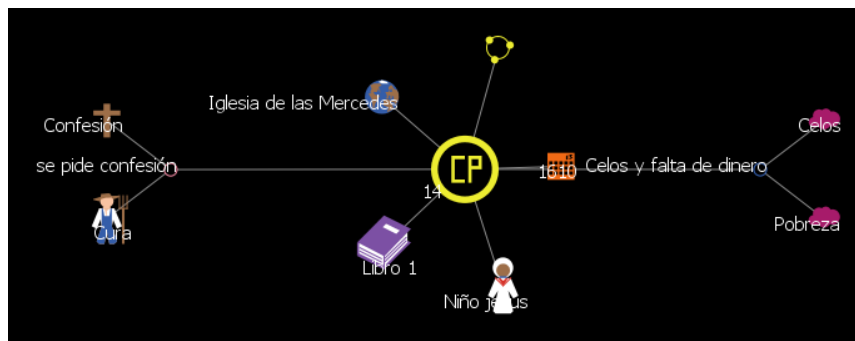 Iglesia de las Mercedes
Confesión
Celos
se pide confesión
CP
1610
Celos y falta de dinero
14
Cura
Pobreza
Libro 1
Niño jesus